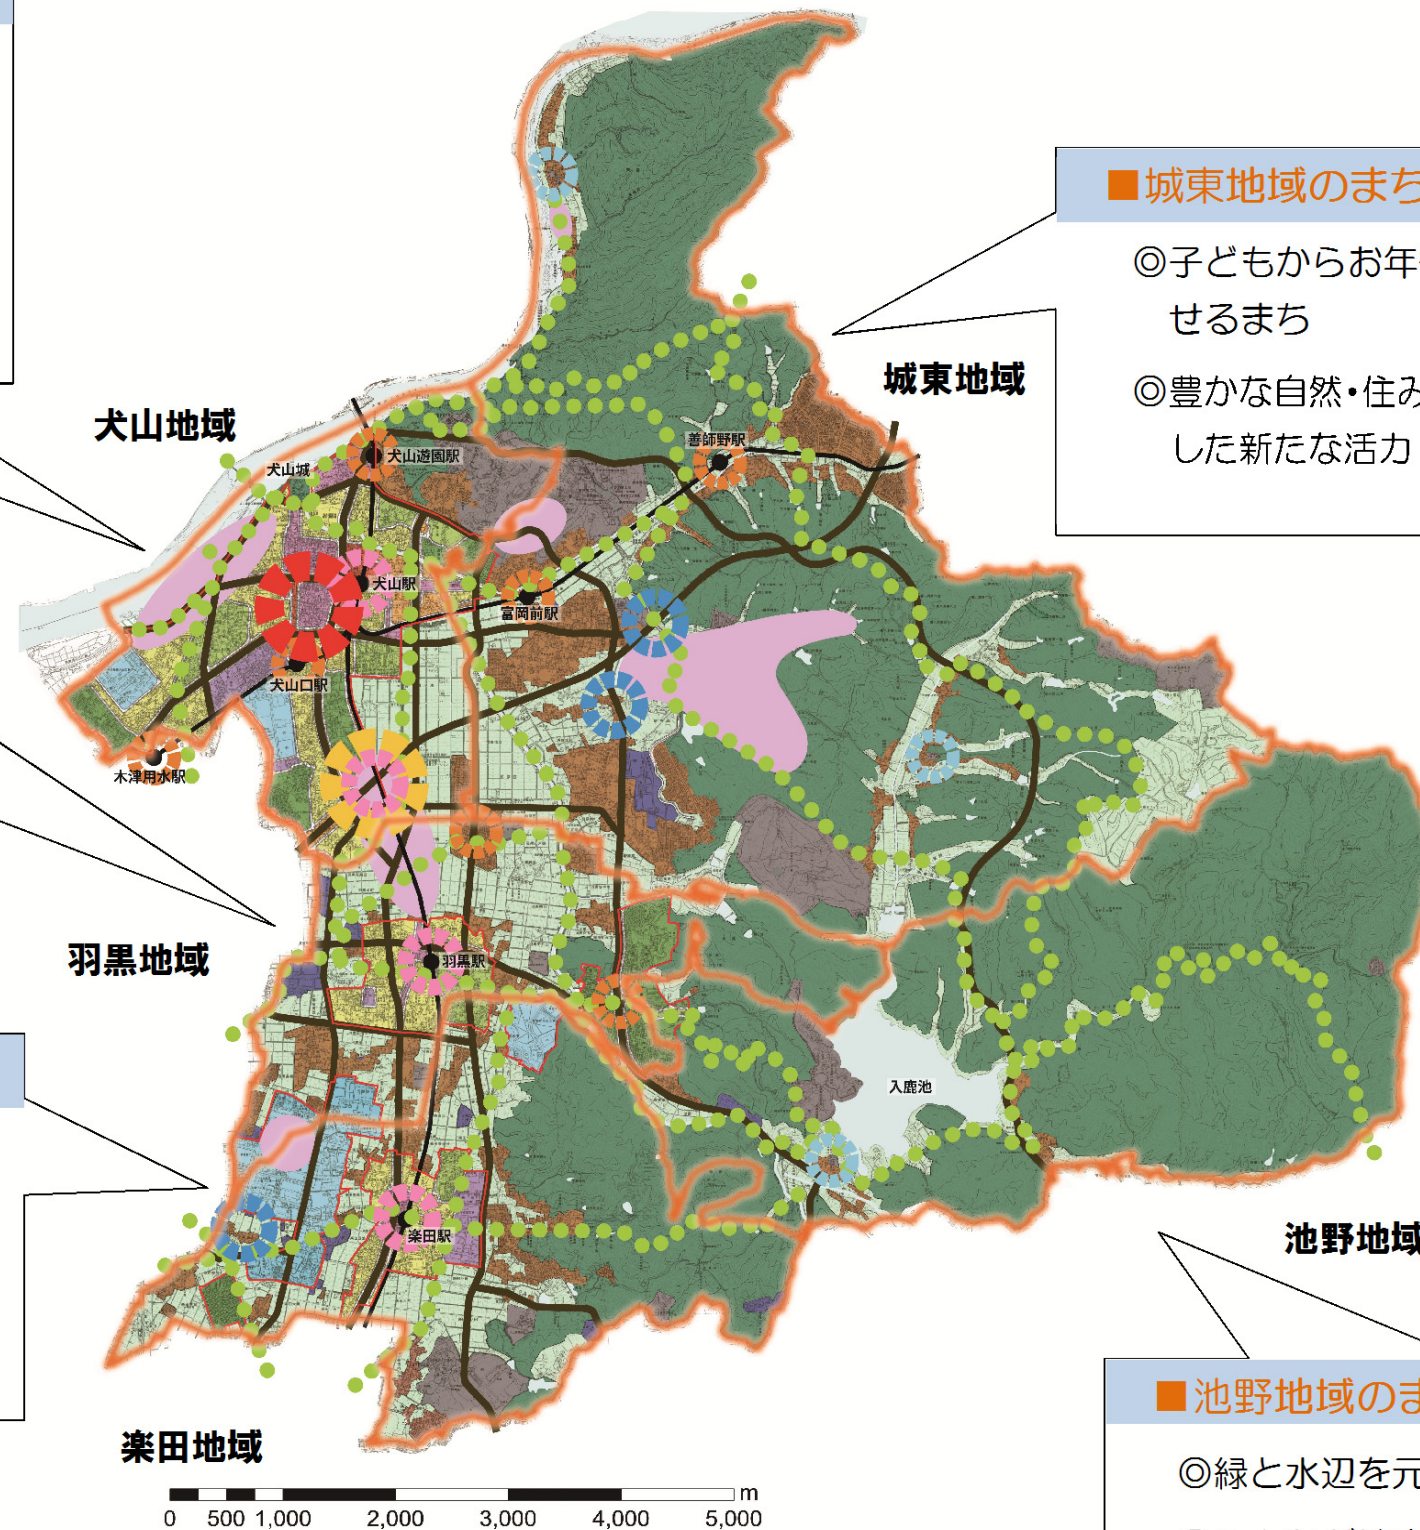 ■城東地域のまち
◎子どもからお年
せるまち
◎豊かな自然・住み
した新たな活力
城東地域
犬山地域
善師野駅
犬山遊園駅
犬山城
犬山駅
富岡前駅
犬山口駅
木津用水駅
羽黒地域
羽黒駅
入鹿池
楽田駅
池野地域
■池野地域のま
◎緑と水辺を元
楽田地域
m
0 500 1,000 2,000 3,000 4,000 5,000